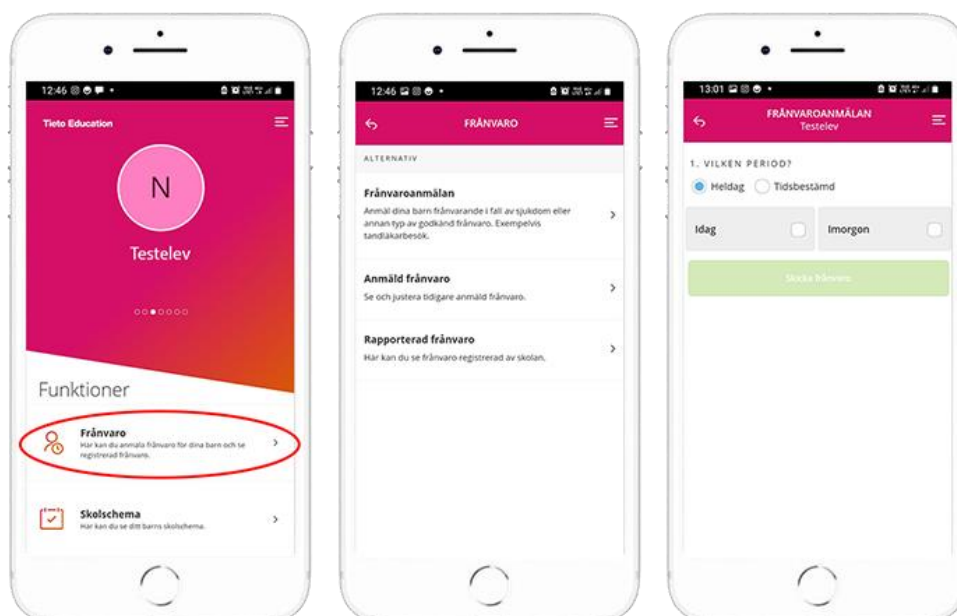 12:46
Tieto Education
N
Testelev
Funktioner
Frånvaro
Här kan du anmäla frånvaro för dina barn och se
registrerad frånvaro.
Skolschema
Här kan du se ditt barns skolschema.
12:46
FRÅNVARO
ALTERNATIV
Frånvaroanmälan
Anmäl dina barn frånvarande i fall av sjukdom eller
annan typ av godkänd frånvaro. Exempelvis
tandläkarbesök.
Anmäld frånvaro
Se och justera tidigare anmäld frånvaro.
Rapporterad frånvaro
Här kan du se frånvaro registrerad av skolan.
13:01
FRÅNVAROANMÄLAN
Testelev
1. VILKEN PERIOD?
Heldag Tidsbestämd
Idag Imorgon
Skicka frånvaro